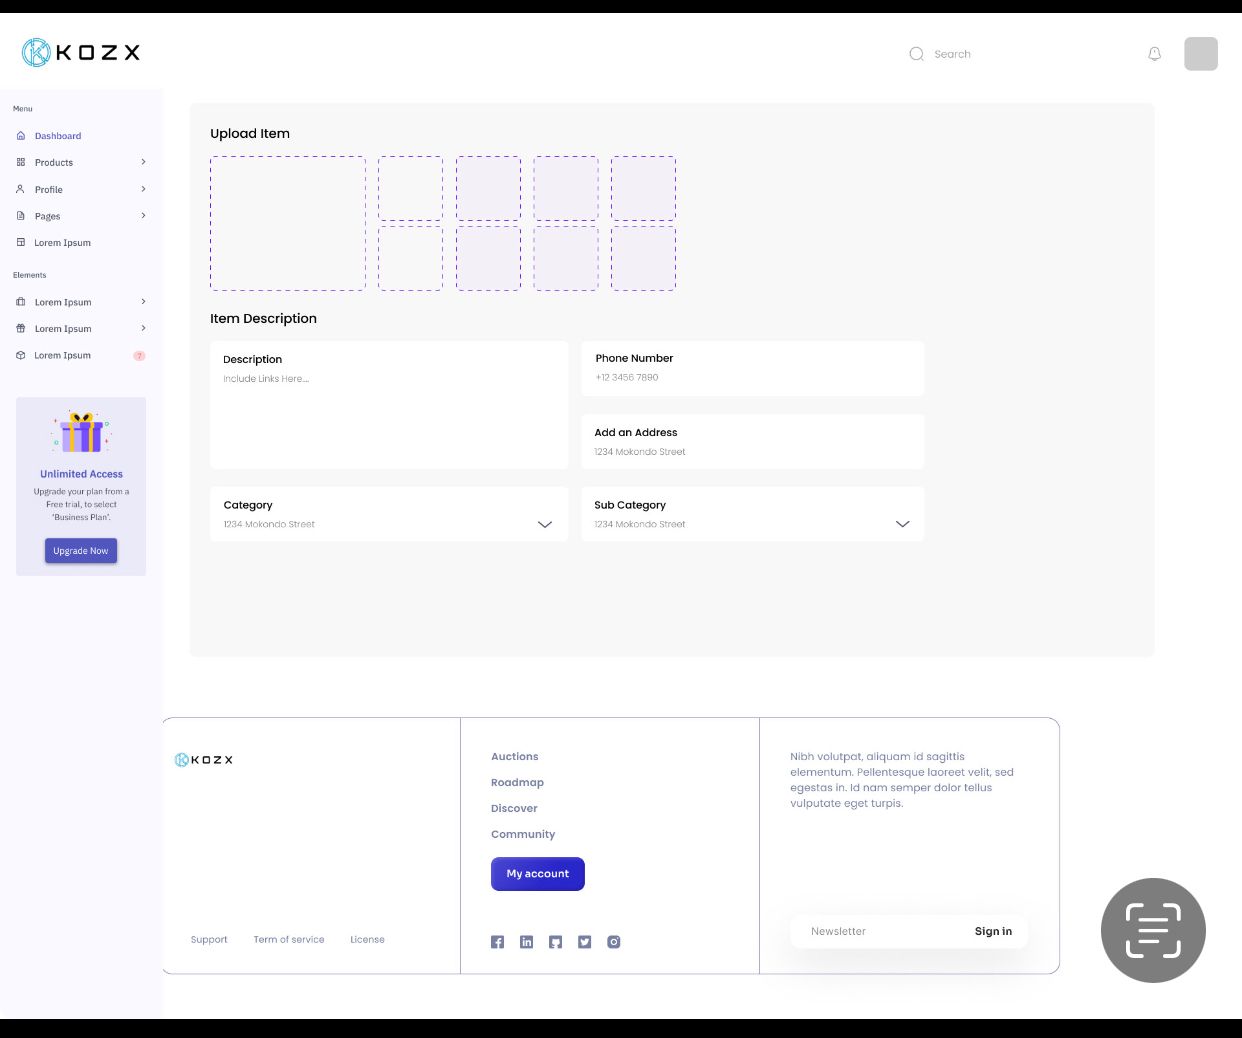 KOZX
Search
Menu
Dashboard
Products
Profile
Pages
Lorem Ipsum
Elements
Lorem Ipsum
Lorem Ipsum
Lorem Ipsum
7
Unlimited Access
Upgrade your plan from a
Free trial, to select
‘Business Plan’.
Upgrade Now
Upload Item
Item Description
Description
Include Links Here...
Phone Number
+12 3456 7890
Add an Address
1234 Mokondo Street
Category
1234 Mokondo Street
Sub Category
1234 Mokondo Street
KOZX
Support
Term of service
License
Auctions
Roadmap
Discover
Community
My account
Nibh volutpat, aliquam id sagittis
elementum. Pellentesque laoreet velit, sed
egestas in. Id nam semper dolor tellus
vulputate eget turpis.
Newsletter
Sign in